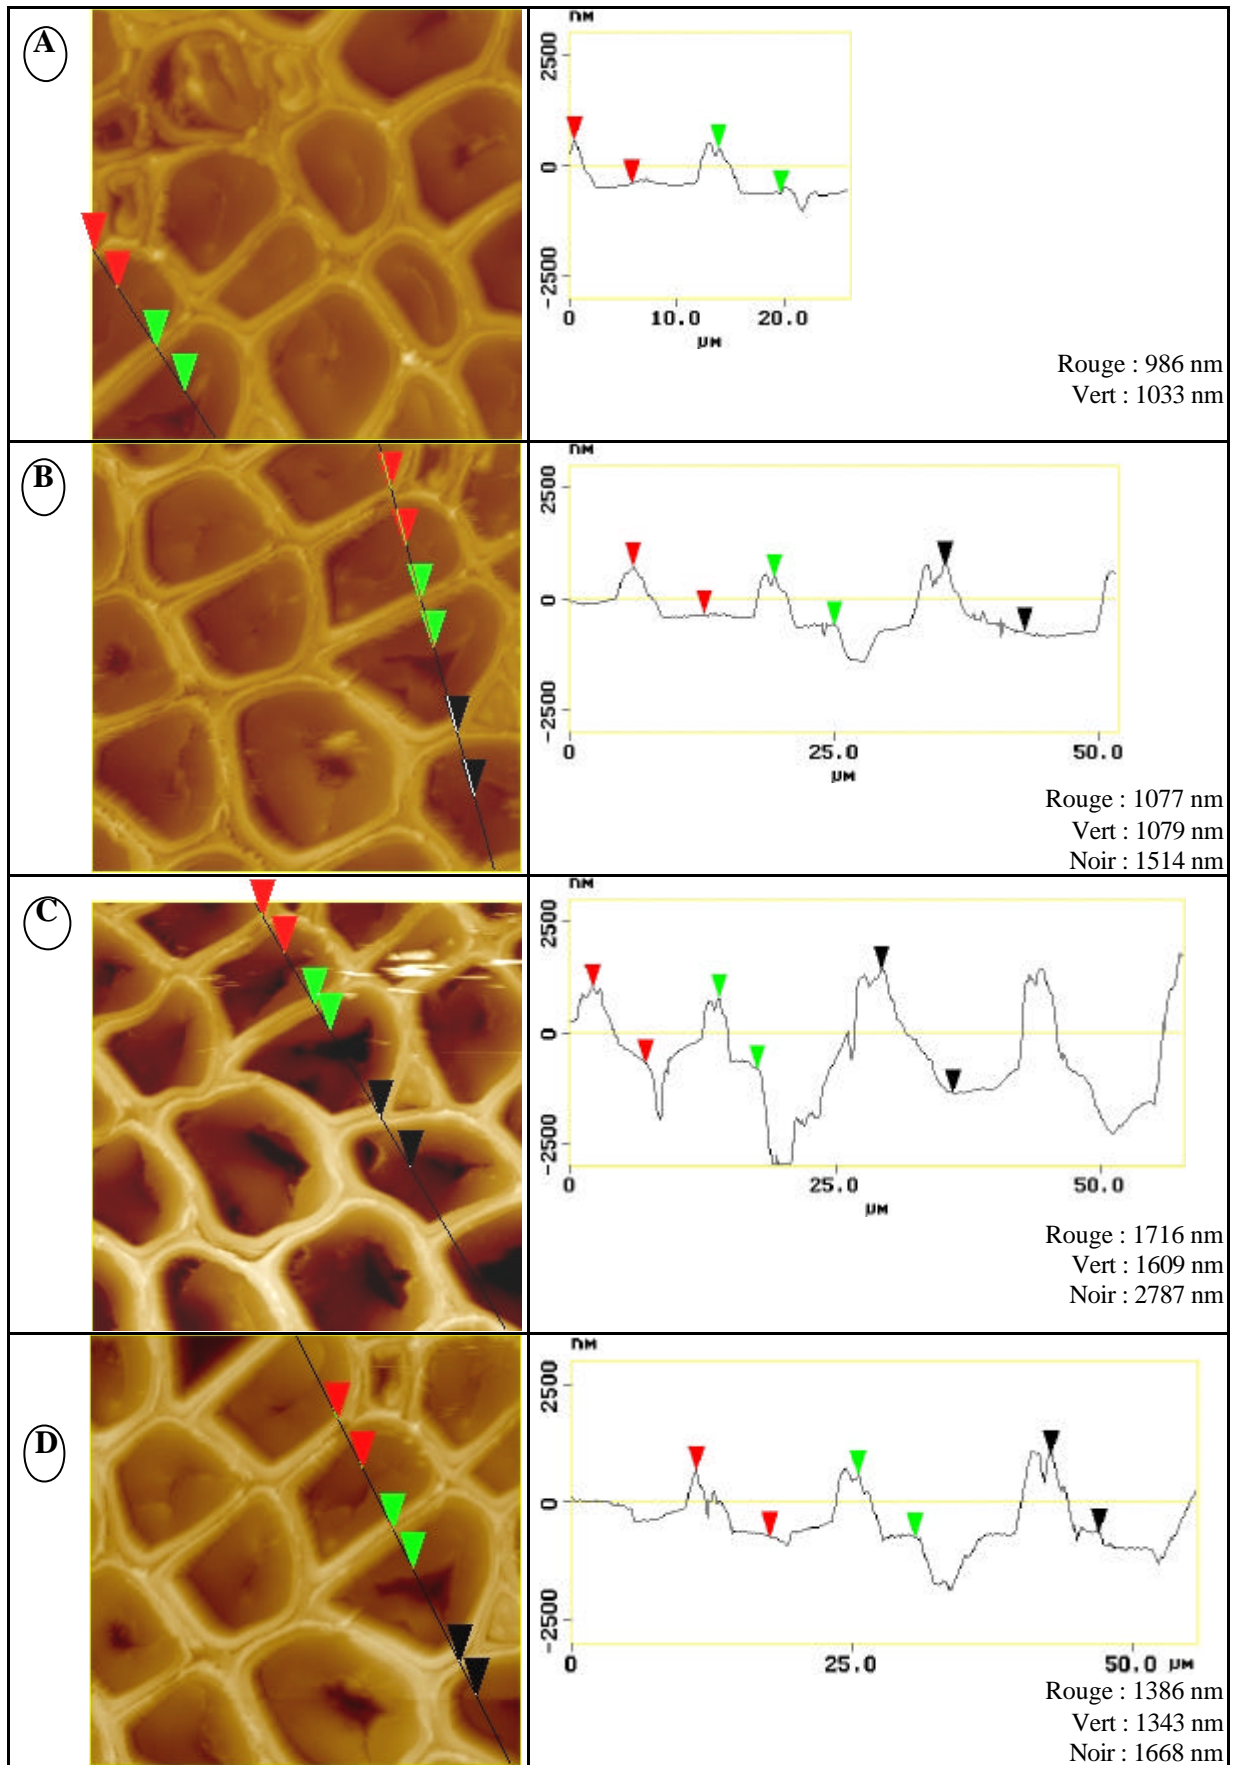 A
nM
2500
0
-2500
0 10.0 20.0
µM
Rouge : 986 nm
Vert : 1033 nm
B
nM
2500
0
-2500
0 25.0 50.0
µM
Rouge : 1077 nm
Vert : 1079 nm
Noir : 1514 nm
C
nM
2500
0
-2500
0 25.0 50.0
µM
Rouge : 1716 nm
Vert : 1609 nm
Noir : 2787 nm
D
nM
2500
0
-2500
0 25.0 50.0 µM
Rouge : 1386 nm
Vert : 1343 nm
Noir : 1668 nm